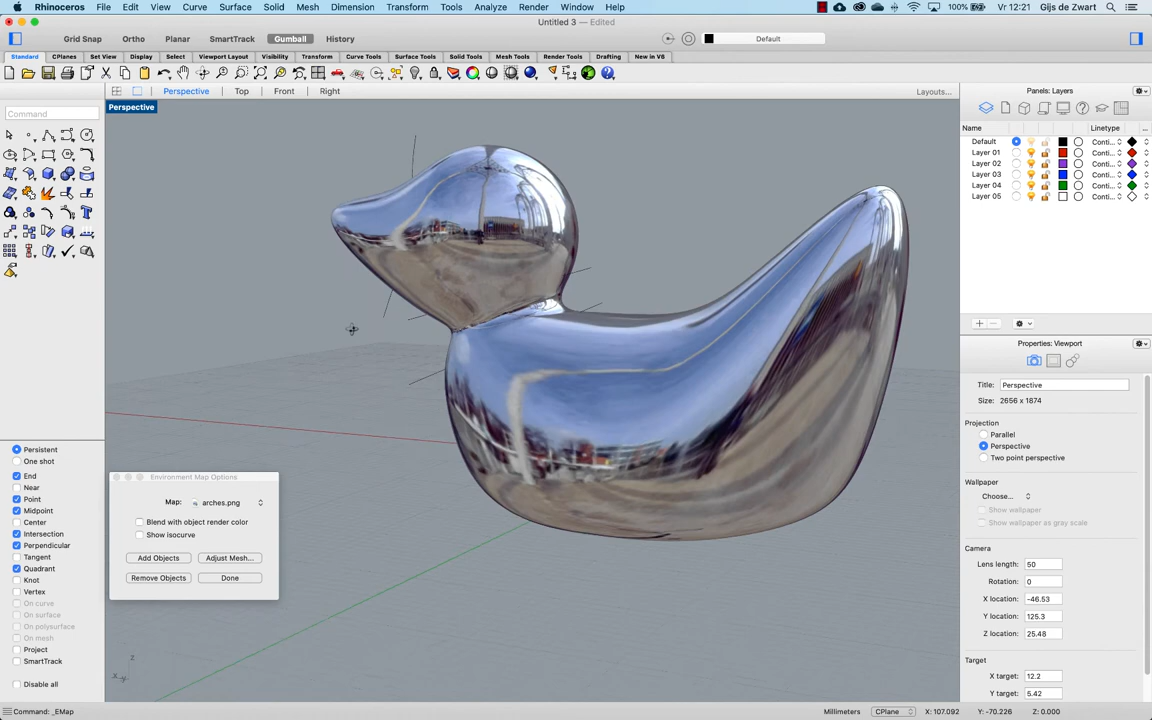 Rhinoceros File Edit View Curve Surface Solid Mesh Dimension Transform Tools Analyze Render Window Help 100% Vr 12:21 Gijs de Zwart
Untitled 3 — Edited
Grid Snap Ortho Planar SmartTrack Gumball History Default
Standard CPlanes Set View Display Select Viewport Layout Visibility Transform Curve Tools Surface Tools Solid Tools Mesh Tools Render Tools Drafting New in V6
Perspective Top Front Right Layouts... Panels: Layers
Perspective
Command
Name Linetype ...
Default Conti...
Layer 01 Conti...
Layer 02 Conti...
Layer 03 Conti...
Layer 04 Conti...
Layer 05 Conti...
Properties: Viewport
Title: Perspective
Size: 2656 x 1874
Projection
Parallel
Perspective
Two point perspective
Wallpaper
Choose...
Show wallpaper
Show wallpaper as gray scale
Camera
Lens length: 50
Rotation: 0
X location: -46.53
Y location: 125.3
Z location: 25.48
Target
X target: 12.2
Y target: 5.42
Persistent
One shot
End
Near
Point
Midpoint
Center
Intersection
Perpendicular
Tangent
Quadrant
Knot
Vertex
On curve
On surface
On polysurface
On mesh
Project
SmartTrack
Disable all
Environment Map Options
Map: arches.png
Blend with object render color
Show isocurve
Add Objects Adjust Mesh...
Remove Objects Done
z
x y
Command: _EMap Millimeters CPlane X: 107.092 Y: -70.226 Z: 0.000